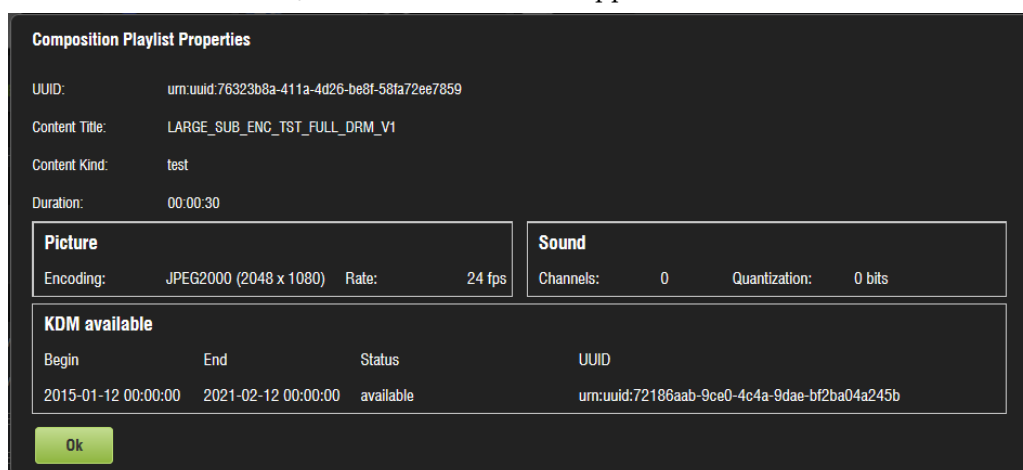 Composition Playlist Properties
UUID: urn:uuid:76323b8a-411a-4d26-be8f-58fa72ee7859
Content Title: LARGE_SUB_ENC_TST_FULL_DRM_V1
Content Kind: test
Duration: 00:00:30
Picture
Encoding: JPEG2000 (2048 x 1080) Rate: 24 fps
Sound
Channels: 0 Quantization: 0 bits
KDM available
Begin End Status UUID
2015-01-12 00:00:00 2021-02-12 00:00:00 available urn:uuid:72186aab-9ce0-4c4a-9dae-bf2ba04a245b
Ok